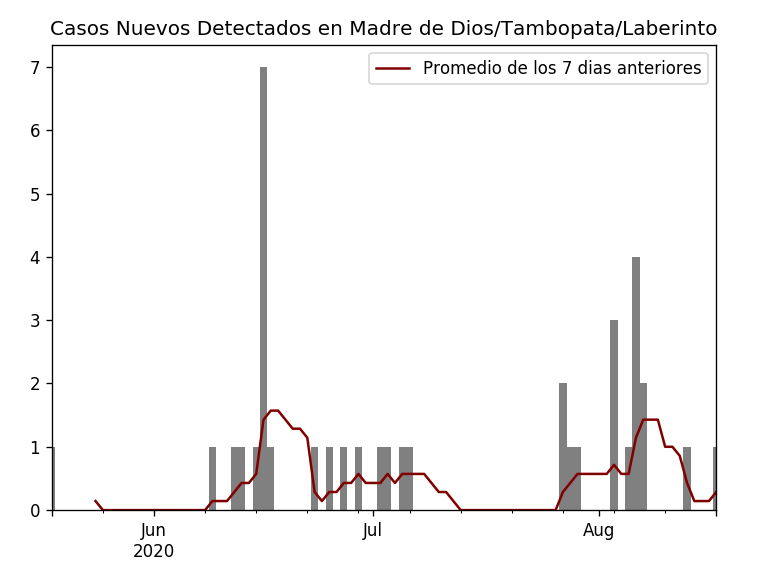 Casos Nuevos Detectados en Madre de Dios/Tambopata/Laberinto
Promedio de los 7 dias anteriores
7
6
5
4
3
2
1
0
Jun
2020
Jul
Aug